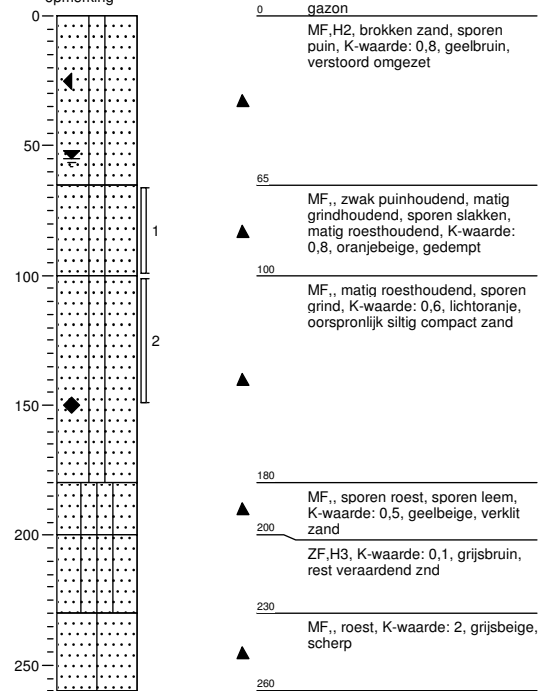 opmerking
0
0
gazon
MF,H2, brokken zand, sporen
puin, K-waarde: 0,8, geelbruin,
verstoord omgezet
50
65
MF,, zwak puinhoudend, matig
grindhoudend, sporen slakken,
matig roesthoudend, K-waarde:
0,8, oranjebeige, gedempt
1
100
100
MF,, matig roesthoudend, sporen
grind, K-waarde: 0,6, lichtoranje,
oorspronlijk siltig compact zand
2
150
180
MF,, sporen roest, sporen leem,
K-waarde: 0,5, geelbeige, verklit
zand
200
200
ZF,H3, K-waarde: 0,1, grijsbruin,
rest veraardend znd
230
MF,, roest, K-waarde: 2, grijsbeige,
scherp
250
260